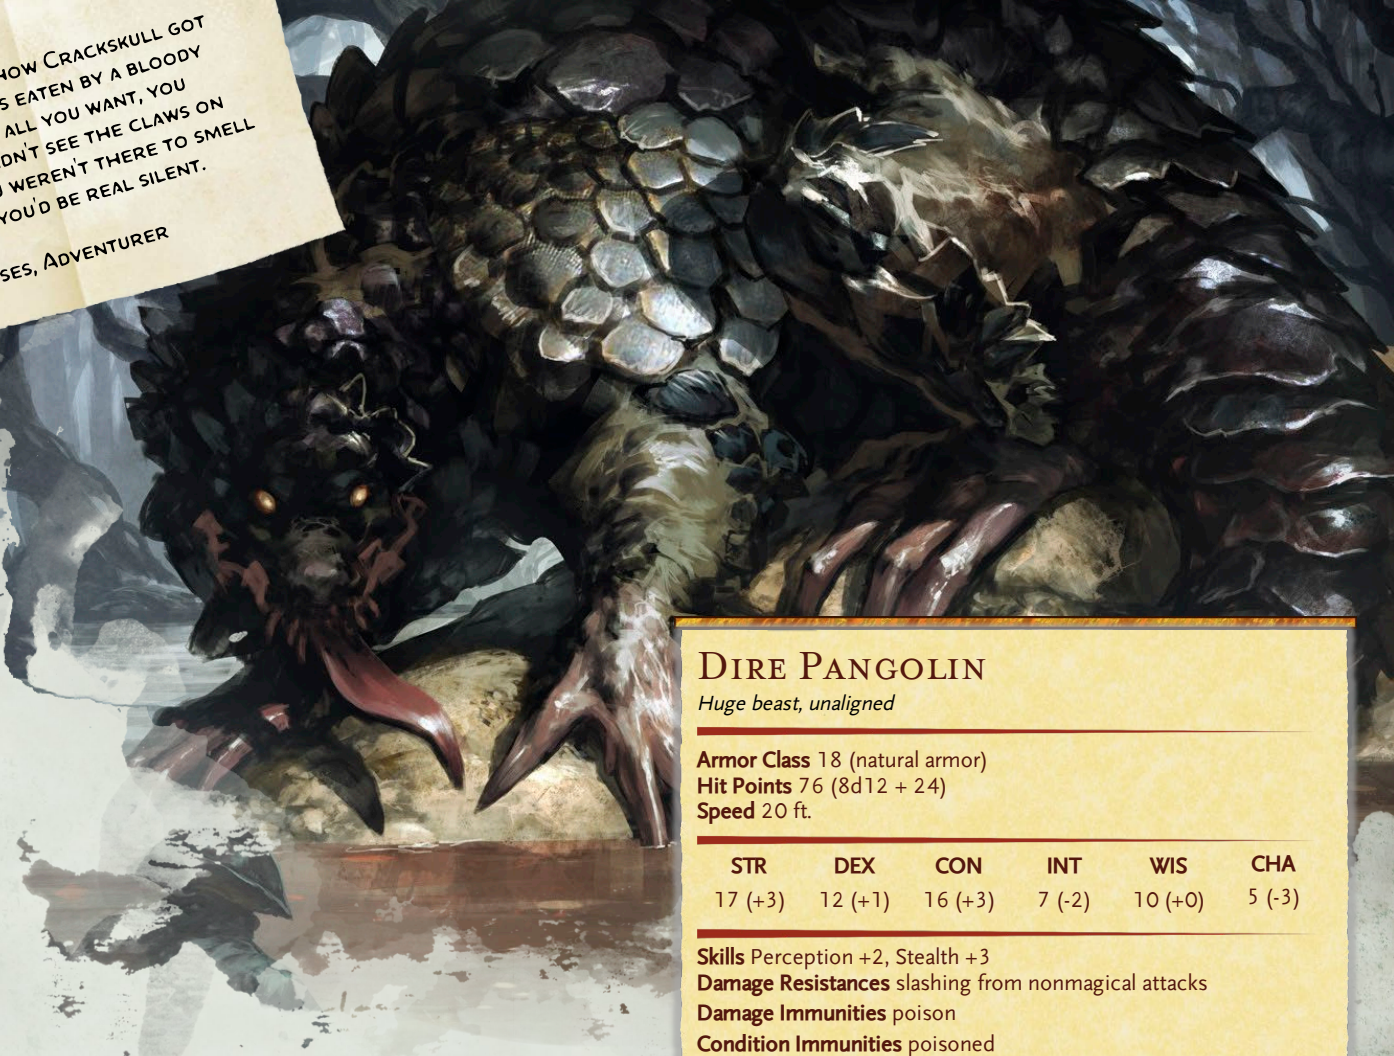 how Crackskull got
eaten by a bloody
all you want, you
see the claws on
weren't there to smell
you'd be real silent.
Adventurer
Dire Pangolin
Huge beast, unaligned
Armor Class 18 (natural armor)
Hit Points 76 (8d12 + 24)
Speed 20 ft.
STR DEX CON INT WIS CHA
17 (+3) 12 (+1) 16 (+3) 7 (-2) 10 (+0) 5 (-3)
Skills Perception +2, Stealth +3
Damage Resistances slashing from nonmagical attacks
Damage Immunities poison
Condition Immunities poisoned